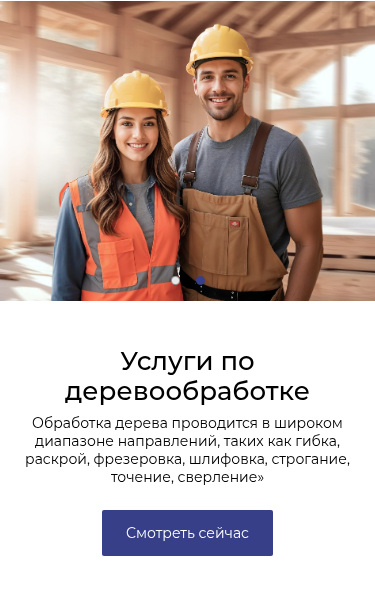 Услуги по
деревообработке
Обработка дерева проводится в широком
диапазоне направлений, таких как гибка,
раскрой, фрезеровка, шлифовка, строгание,
точение, сверление»
Смотреть сейчас